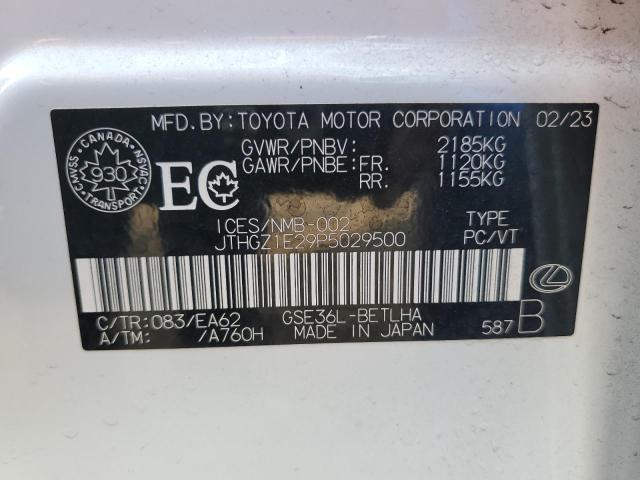 MFD.BY:TOYOTA MOTOR CORPORATION 02/23
GVWR/PNBV: 2185KG
GAWR/PNBE:FR. 1120KG
RR. 1155KG
CANADA
CMVSS NSVAC
930
TRANSPORT
EC
ICES/NMB-002
JTHGZ1E29P5029500
TYPE
PC/VT
C/TR:083/EA62
A/TM: /A760H
GSE36L-BETLHA
MADE IN JAPAN
587 B